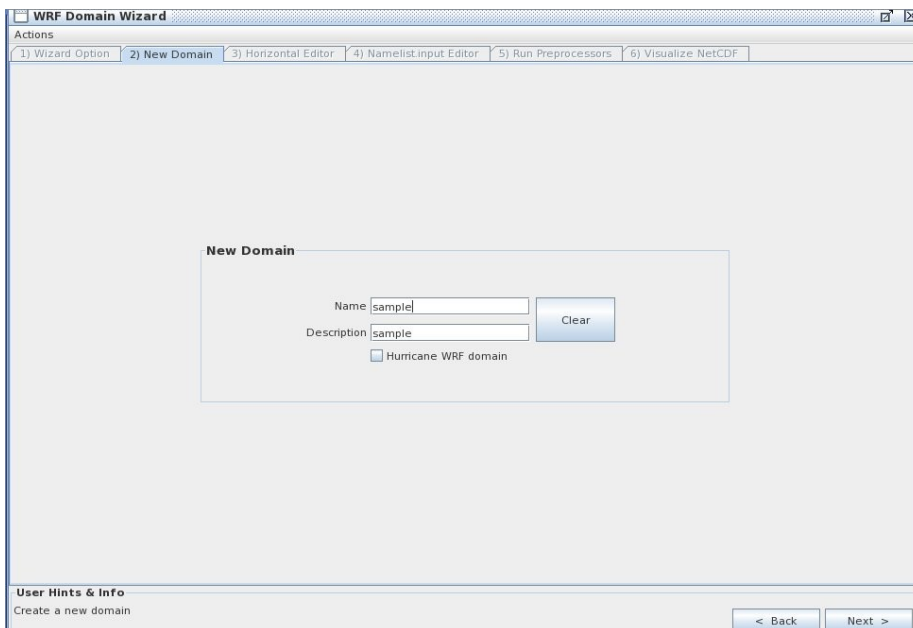 WRF Domain Wizard
Actions
1) Wizard Option 2) New Domain 3) Horizontal Editor 4) Namelist.input Editor 5) Run Preprocessors 6) Visualize NetCDF
New Domain
Name sample
Clear
Description sample
Hurricane WRF domain
User Hints & Info
Create a new domain
< Back Next >